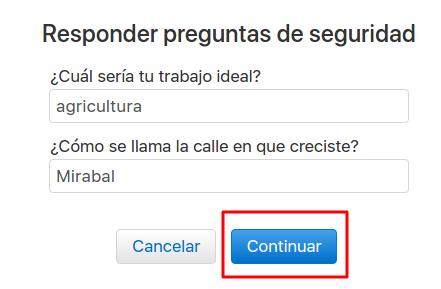 Responder preguntas de seguridad
¿Cuál sería tu trabajo ideal?
agricultura
¿Cómo se llama la calle en que creciste?
Mirabal
Cancelar Continuar